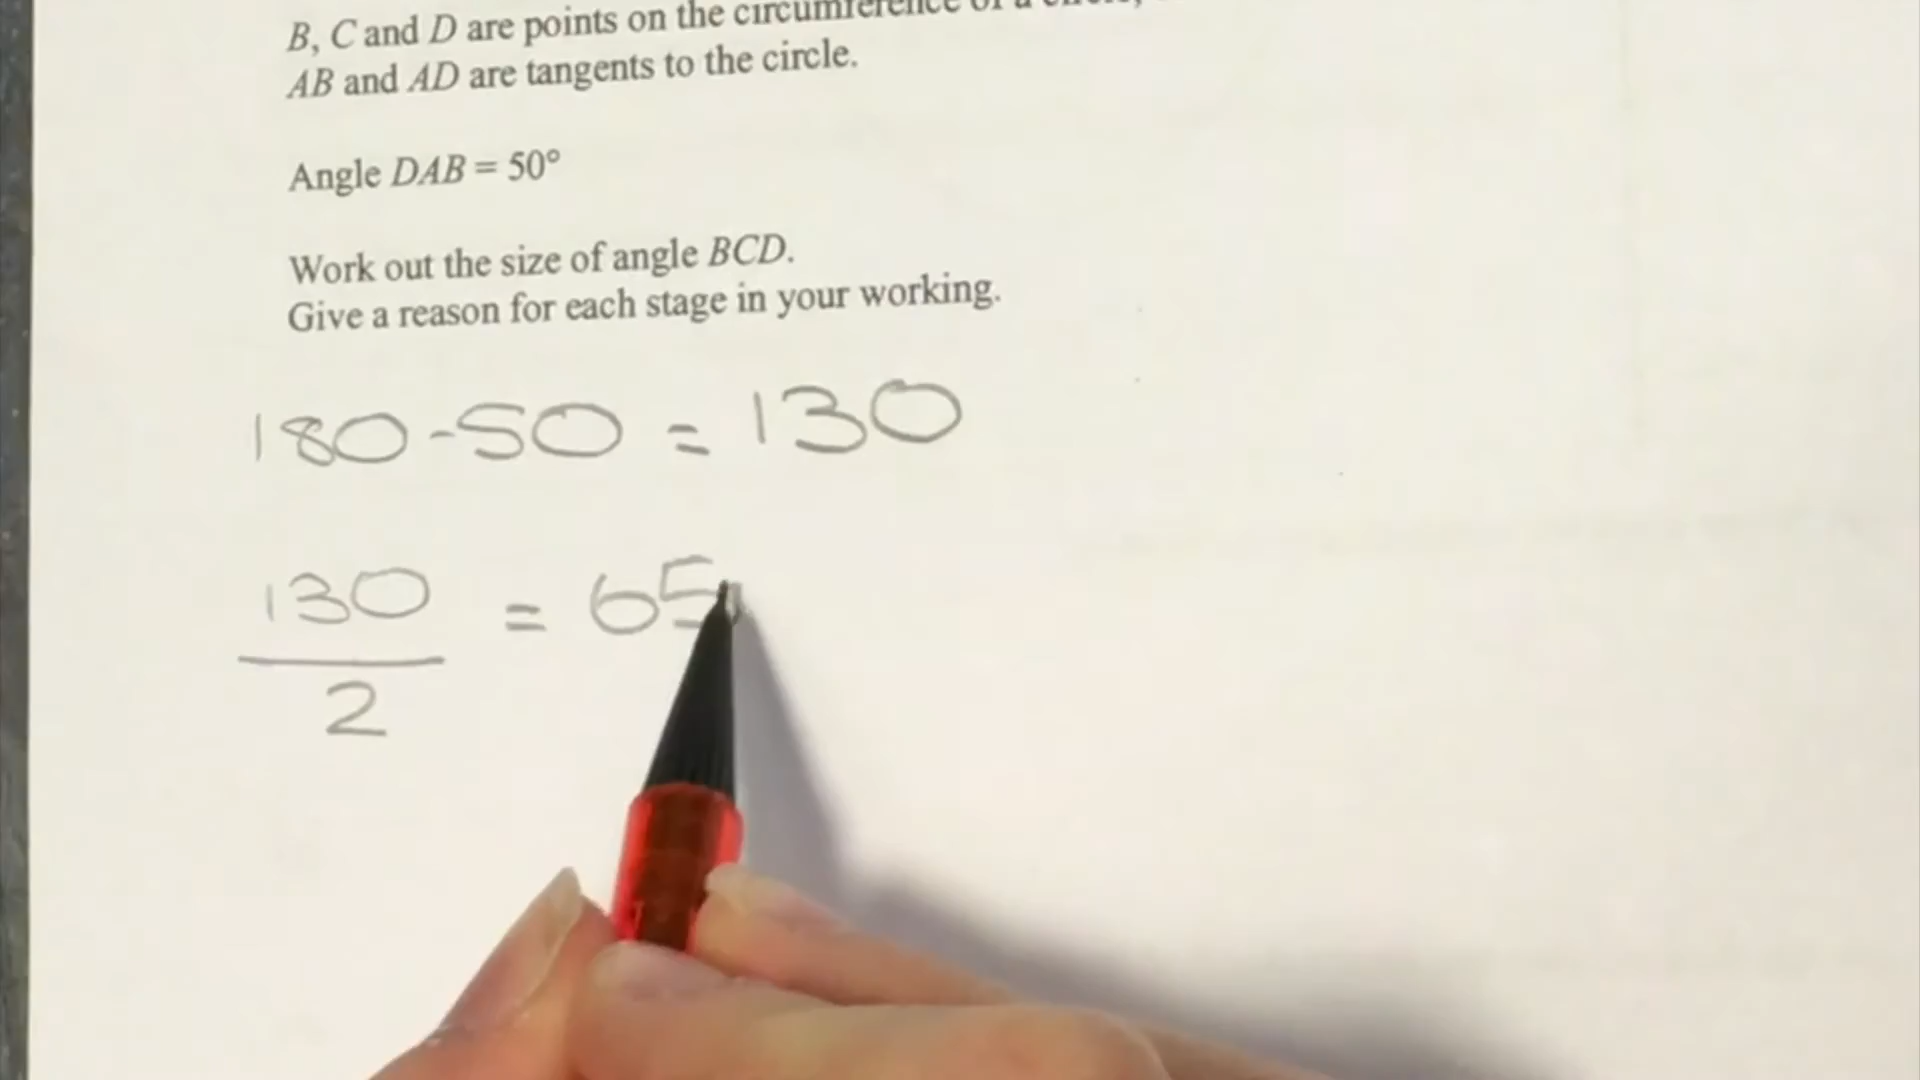 B, C and D are points on the circumference of a circle,
AB and AD are tangents to the circle.
Angle DAB = 50°
Work out the size of angle BCD.
Give a reason for each stage in your working.
180-50 = 130
130
= 65
2